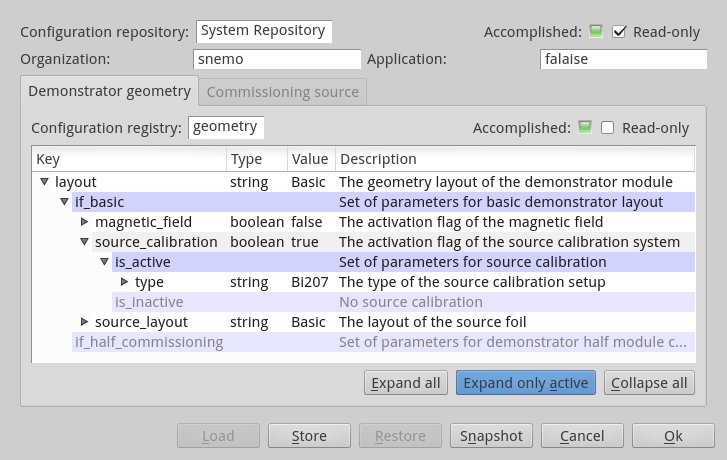 Configuration repository: System Repository Accomplished: Read-only
Organization: snemo Application: falaise
Demonstrator geometry Commissioning source
Configuration registry: geometry Accomplished: Read-only
Key Type Value Description
layout string Basic The geometry layout of the demonstrator module
if_basic Set of parameters for basic demonstrator layout
magnetic_field boolean false The activation flag of the magnetic field
source_calibration boolean true The activation flag of the source calibration system
is_active Set of parameters for source calibration
type string Bi207 The type of the source calibration setup
is_inactive No source calibration
source_layout string Basic The layout of the source foil
if_half_commissioning Set of parameters for demonstrator half module c...
Expand all Expand only active Collapse all
Load Store Restore Snapshot Cancel Ok